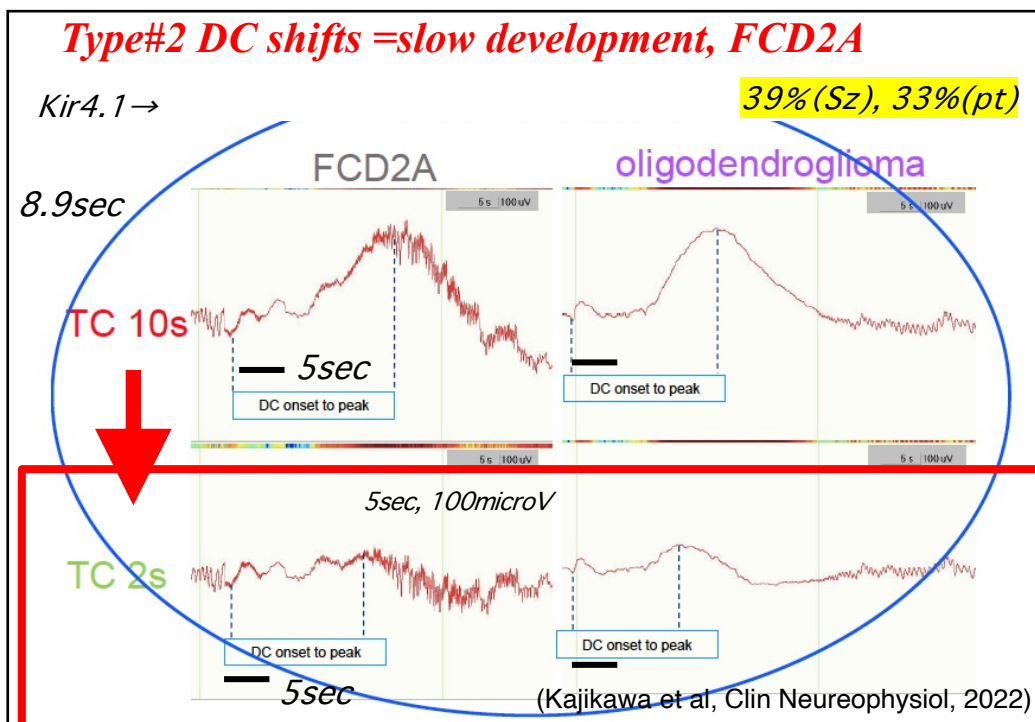 Type#2 DC shifts =slow development, FCD2A
Kir4.1→
39%(Sz), 33%(pt)
FCD2A
oligodendroglioma
8.9sec
5 s 100 uV
5 s 100 uV
TC 10s
5sec
DC onset to peak
DC onset to peak
5 s 100 uV
5 s 100 uV
5sec, 100microV
TC 2s
DC onset to peak
DC onset to peak
5sec
(Kajikawa et al, Clin Neureophysiol, 2022)